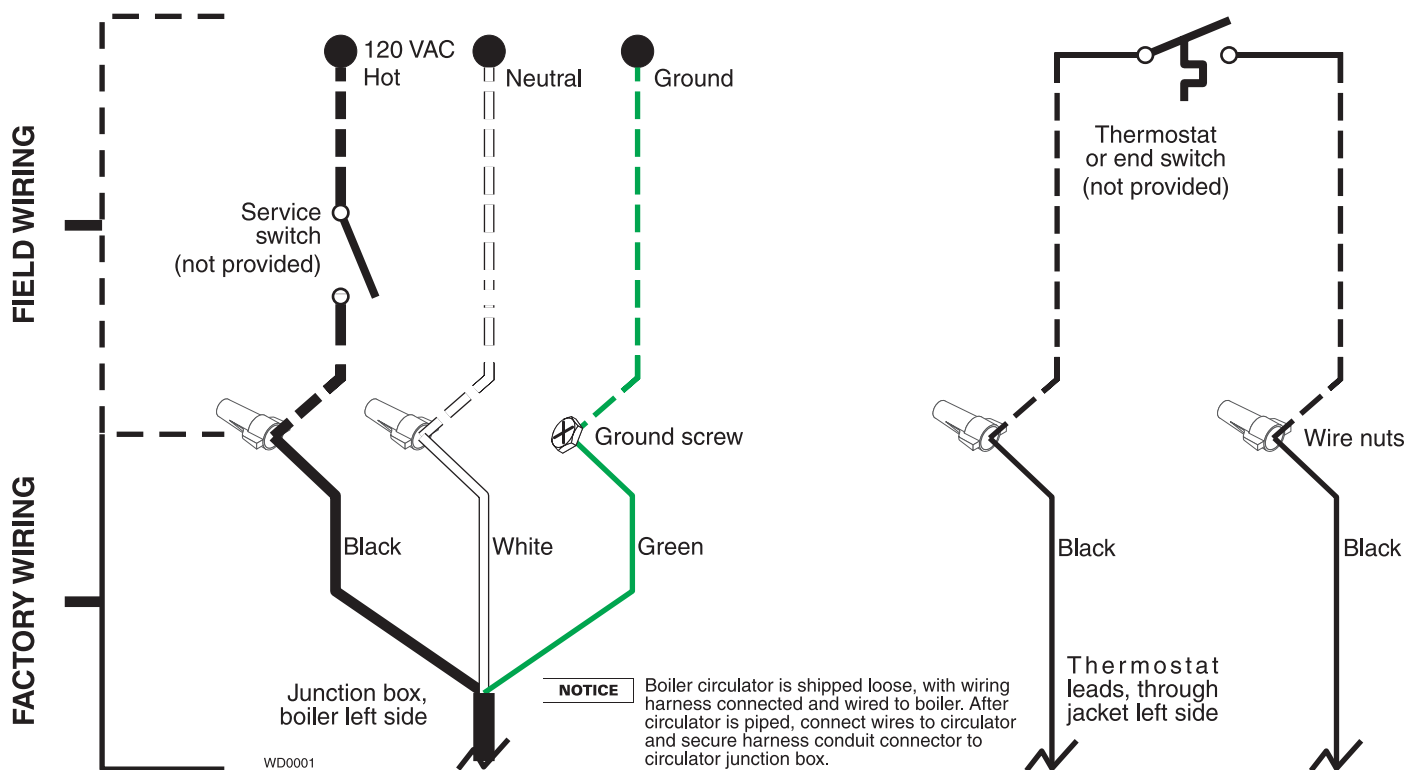 FIELD WIRING
FACTORY WIRING
120 VAC
Hot
Neutral
Ground
Service
switch
(not provided)
Thermostat
or end switch
(not provided)
Ground screw
Wire nuts
Black
White
Green
Black
Black
Junction box,
boiler left side
WD0001
NOTICE
Boiler circulator is shipped loose, with wiring
harness connected and wired to boiler. After
circulator is piped, connect wires to circulator
and secure harness conduit connector to
circulator junction box.
Thermostat
leads, through
jacket left side